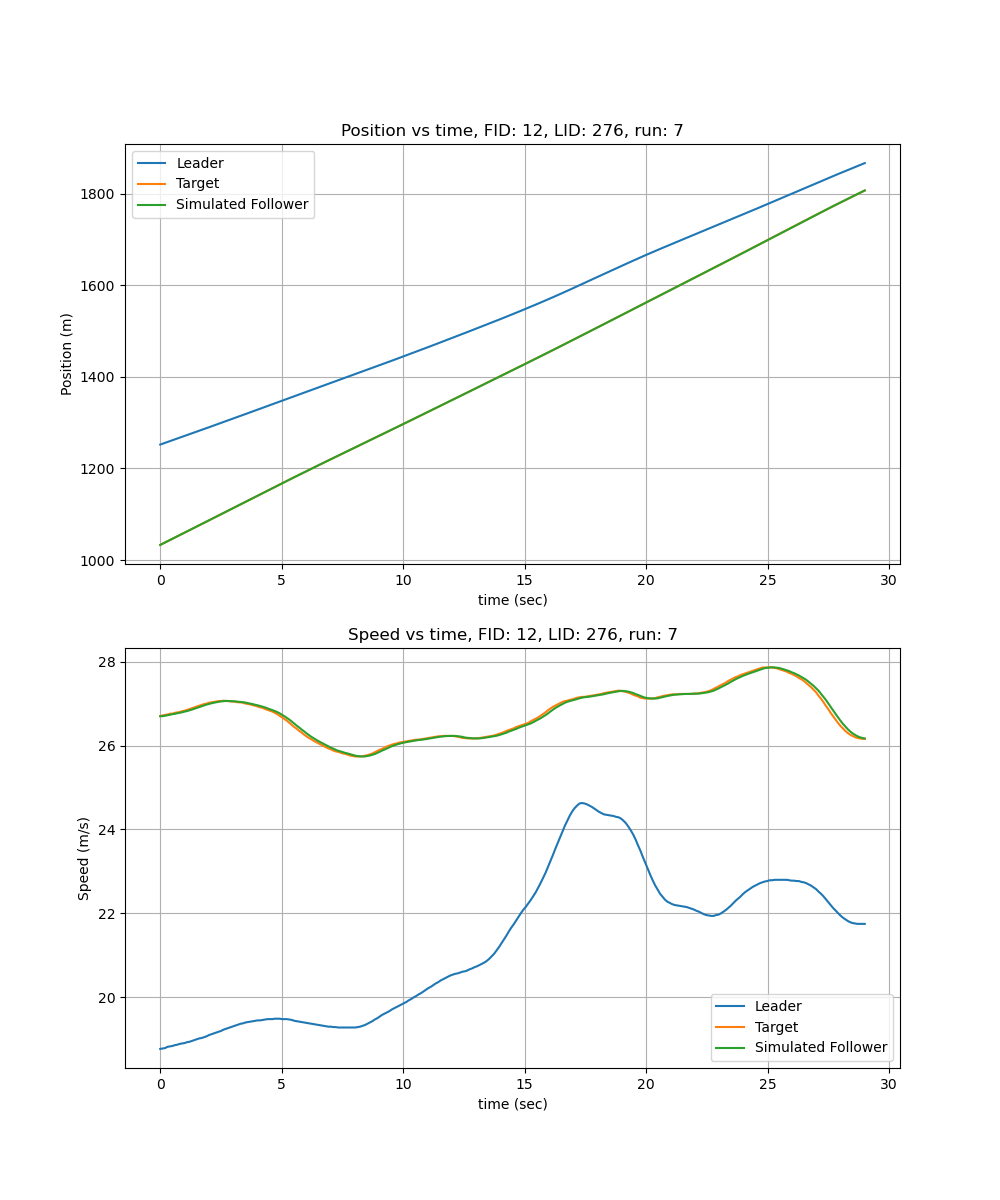 Position vs time, FID: 12, LID: 276, run: 7
Leader
Target
Simulated Follower
Position (m)
1800
1600
1400
1200
1000
0 5 10 15 20 25 30
time (sec)
Speed vs time, FID: 12, LID: 276, run: 7
Speed (m/s)
28
26
24
22
20
Leader
Target
Simulated Follower
0 5 10 15 20 25 30
time (sec)